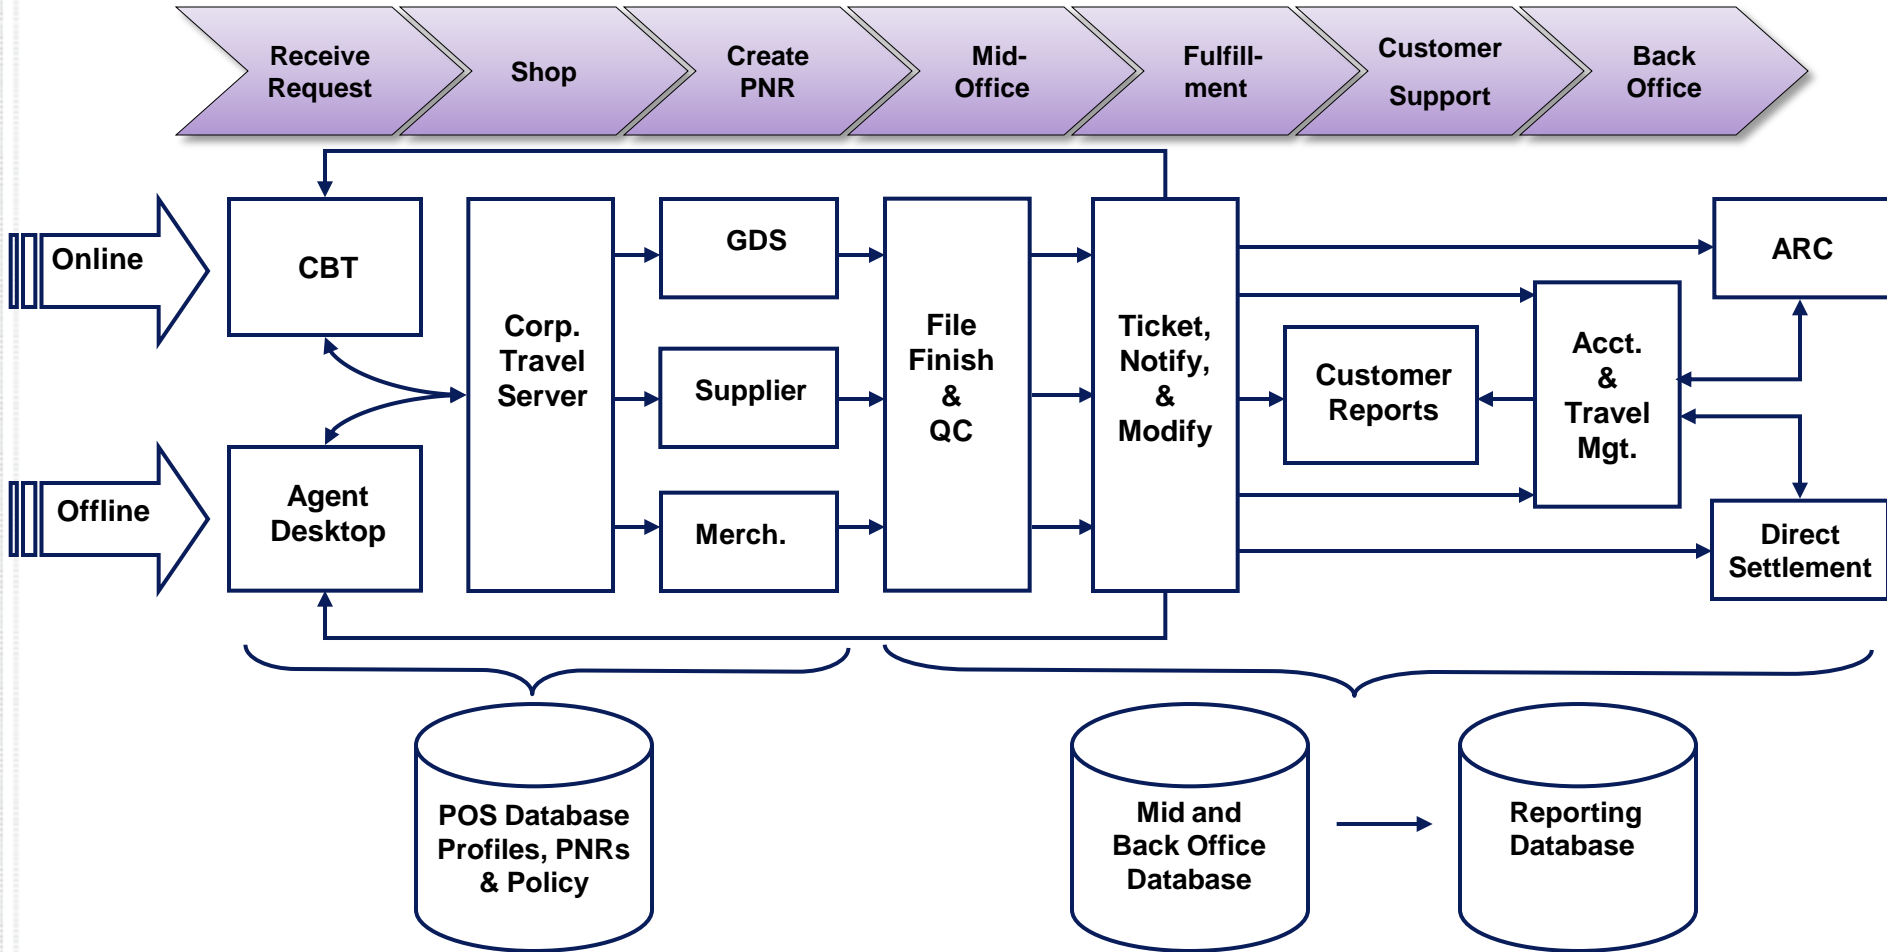 Receive
Request
Shop
Create
PNR
Mid-
Office
Fulfill-
ment
Customer
Support
Back
Office
Online
CBT
Corp.
Travel
Server
GDS
Supplier
Merch.
File
Finish
&
QC
Ticket,
Notify,
&
Modify
Customer
Reports
Acct.
&
Travel
Mgt.
ARC
Offline
Agent
Desktop
Direct
Settlement
POS Database
Profiles, PNRs
& Policy
Mid and
Back Office
Database
Reporting
Database